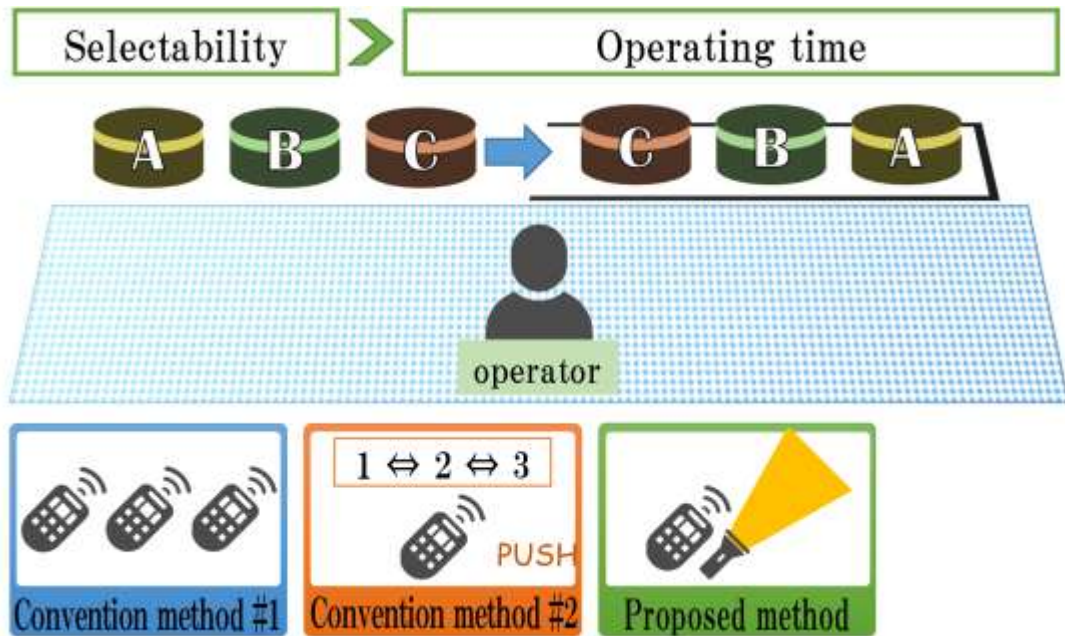 Selectability
Operating time
A B C C B A
operator
1 ⇔ 2 ⇔ 3
PUSH
Convention method #1
Convention method #2
Proposed method